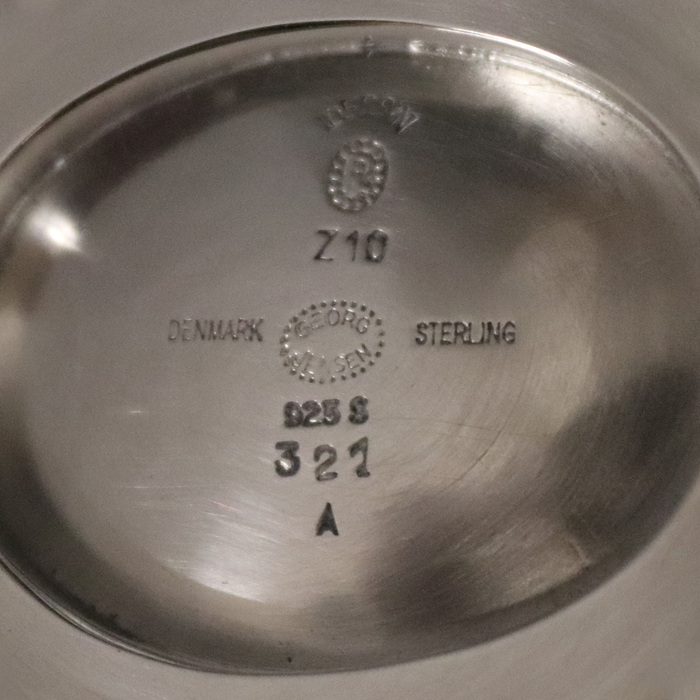 Z10
DENMARK GEORG JENSEN STERLING
925 S
321
A